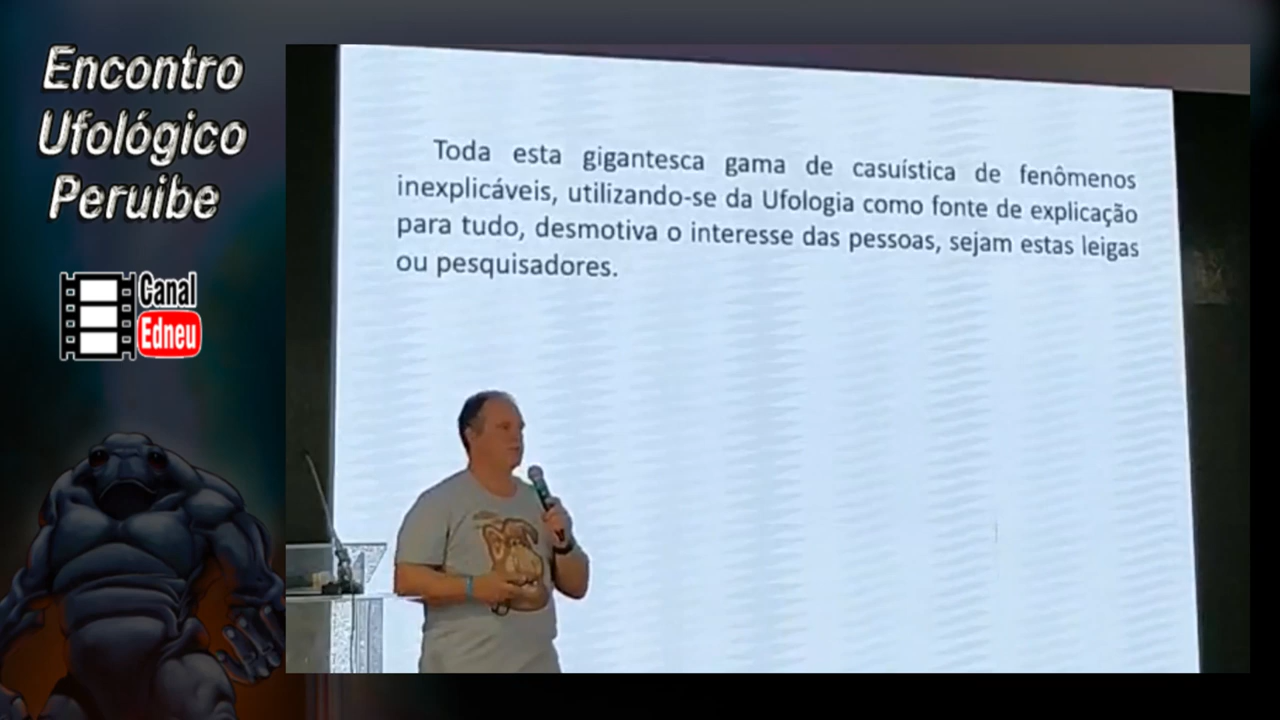 Encontro
Ufológico
Peruibe
Canal
Edneu
Toda esta gigantesca gama de casuística de fenômenos
inexplicáveis, utilizando-se da Ufologia como fonte de explicação
para tudo, desmotiva o interesse das pessoas, sejam estas leigas
ou pesquisadores.